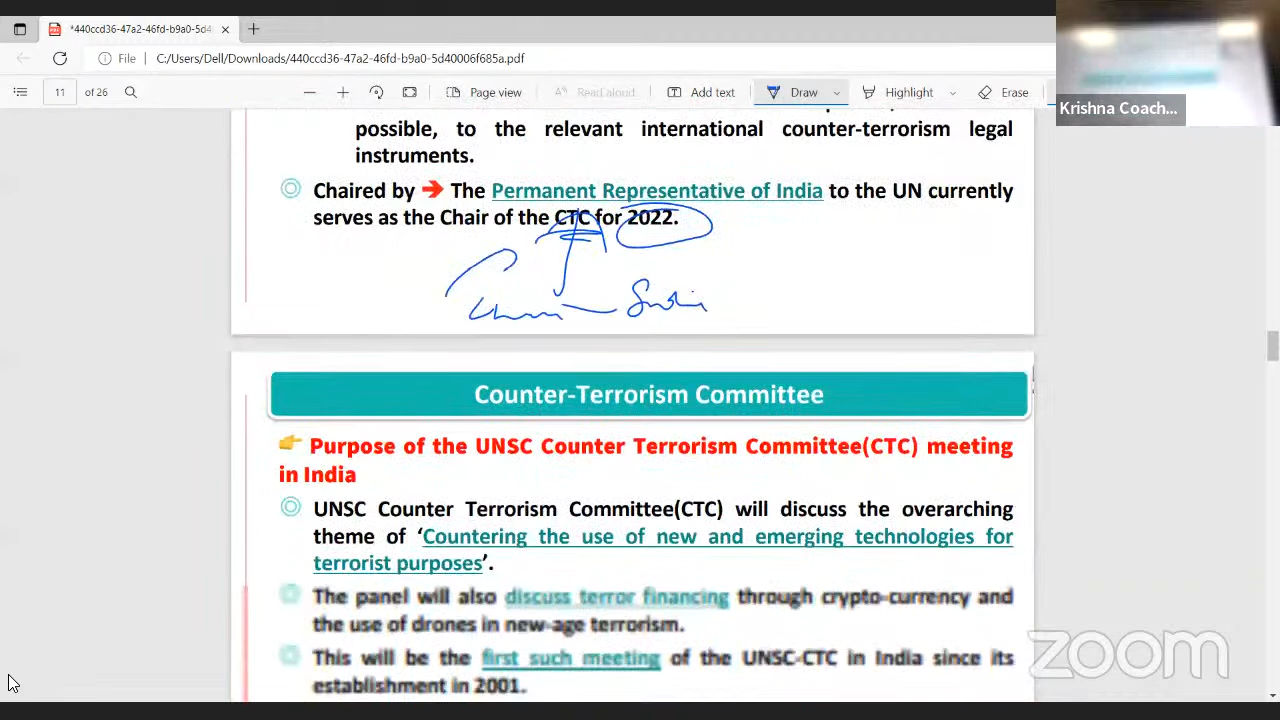 *440ccd36-47a2-46fd-b9a0-5d4
File C:/Users/Dell/Downloads/440ccd36-47a2-46fd-b9a0-5d40006f685a.pdf
11 of 26 Page view Read aloud Add text Draw Highlight Erase
Krishna Coach...
possible, to the relevant international counter-terrorism legal
instruments.
Chaired by ➔ The Permanent Representative of India to the UN currently
serves as the Chair of the CTC for 2022.
India
Counter-Terrorism Committee
Purpose of the UNSC Counter Terrorism Committee(CTC) meeting
in India
UNSC Counter Terrorism Committee(CTC) will discuss the overarching
theme of ‘Countering the use of new and emerging technologies for
terrorist purposes’.
The panel will also discuss terror financing through crypto-currency and
the use of drones in new-age terrorism.
This will be the first such meeting of the UNSC-CTC in India since its
establishment in 2001.
zoom